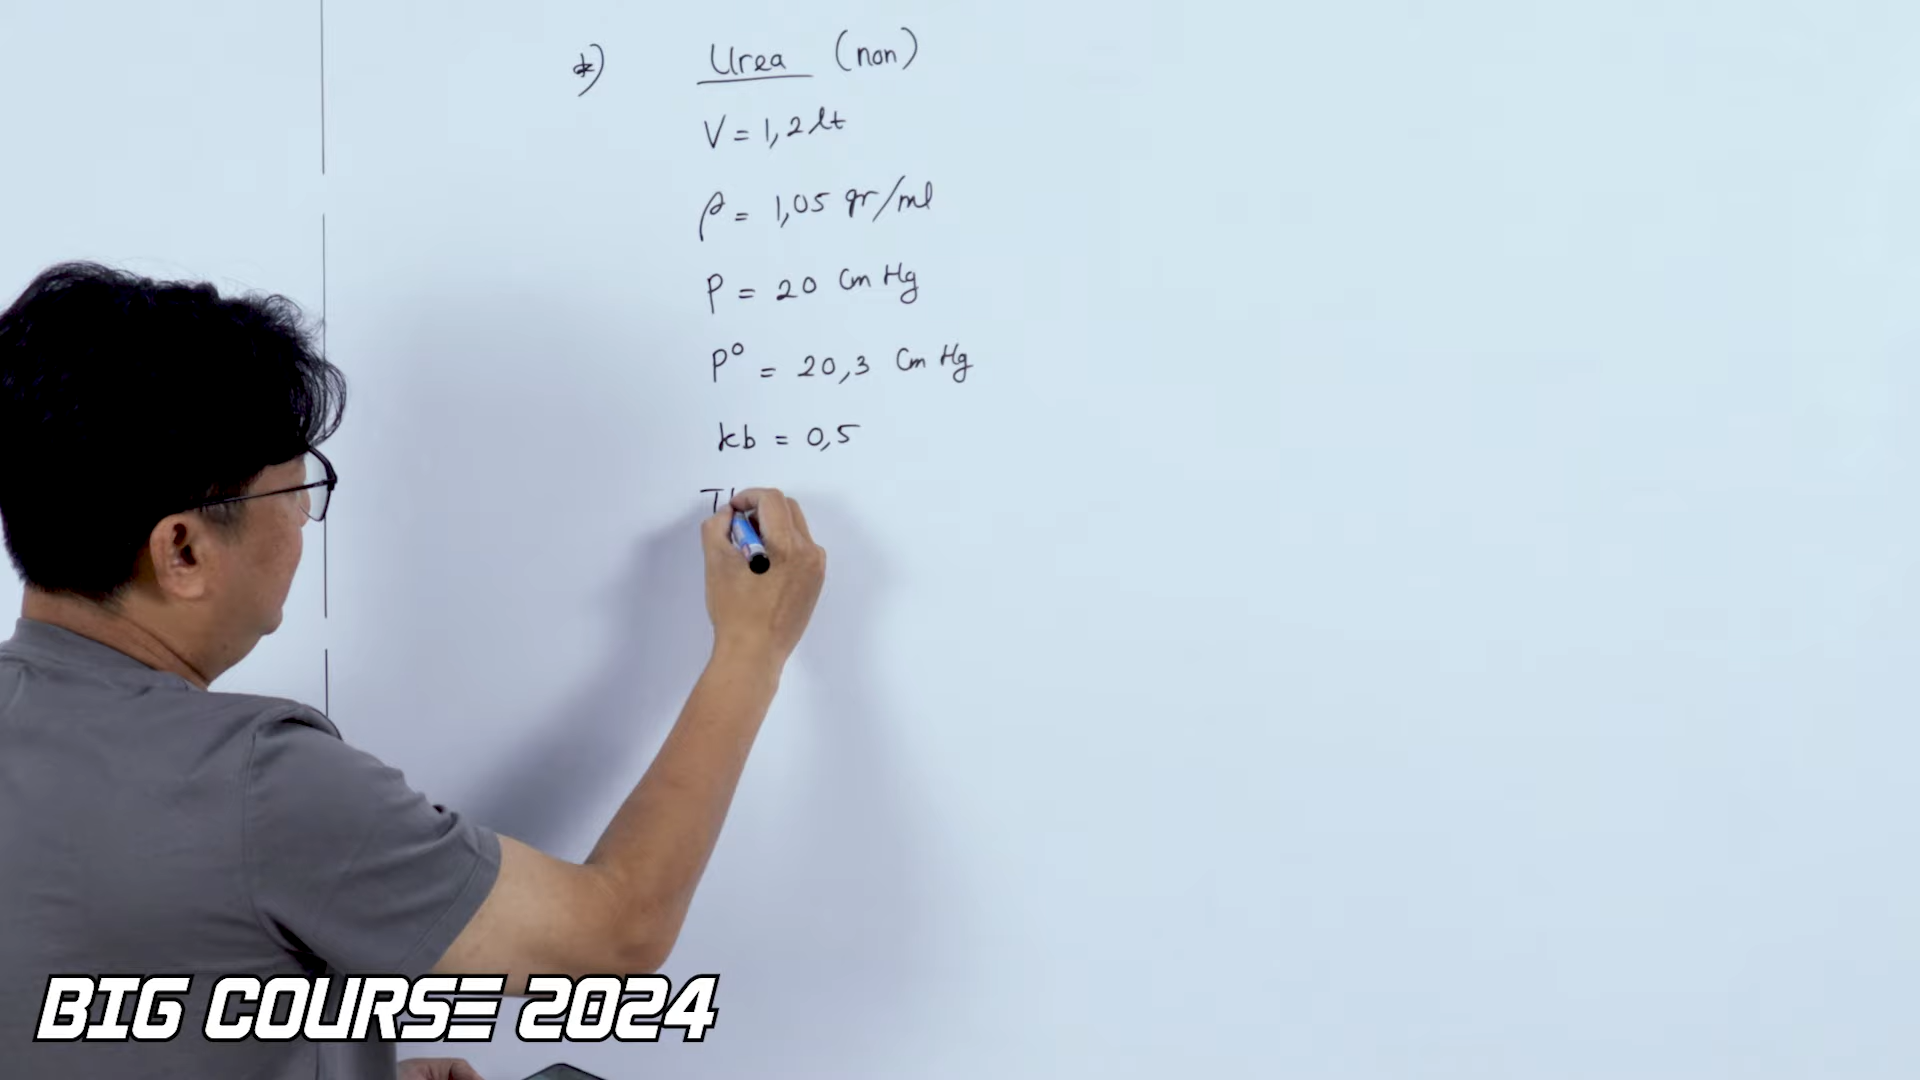 *) Urea (non)
V = 1,2 lt
ρ = 1,05 gr/ml
P = 20 Cm Hg
P° = 20,3 Cm Hg
kb = 0,5
T
BIG COURSE 2024